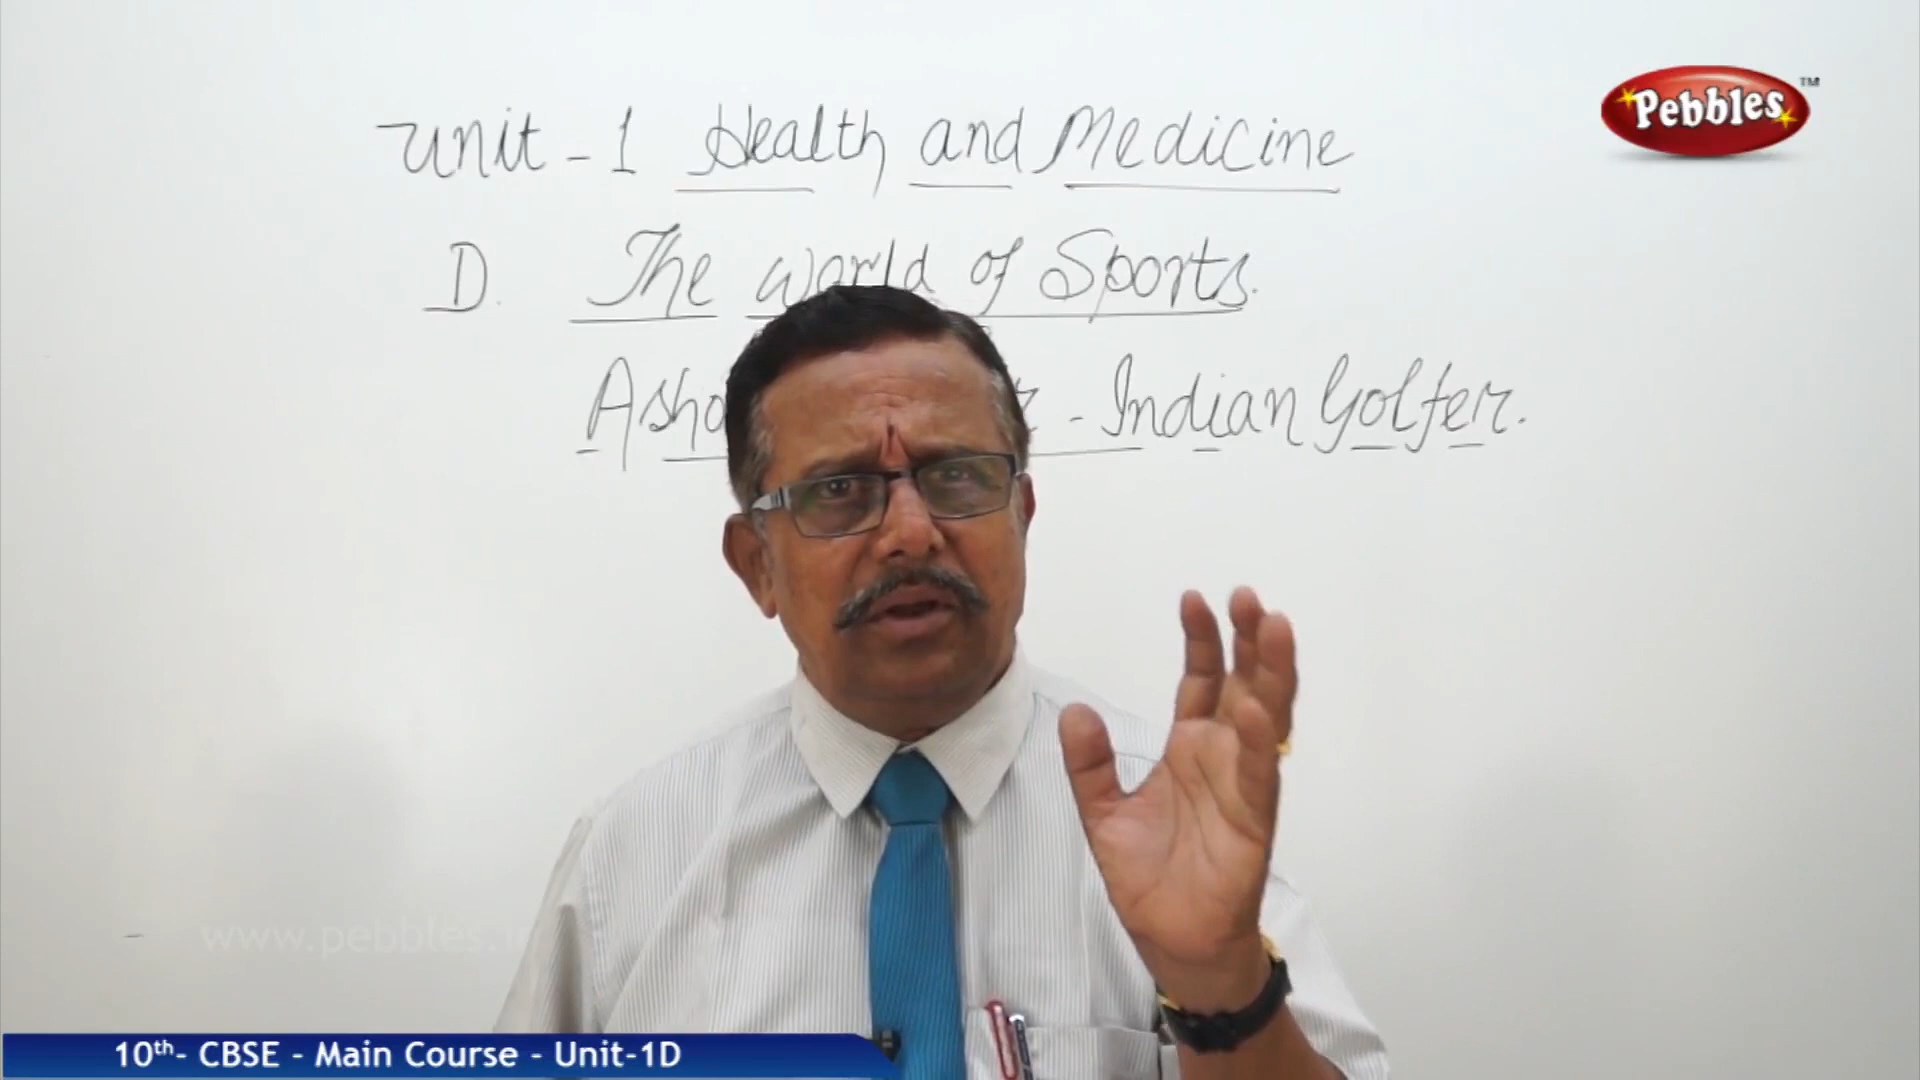 Pebbles™
Unit - 1 Health and Medicine
D. The world of Sports.
- Indian Golfer.
www.pebbles.
10th- CBSE - Main Course - Unit-1D